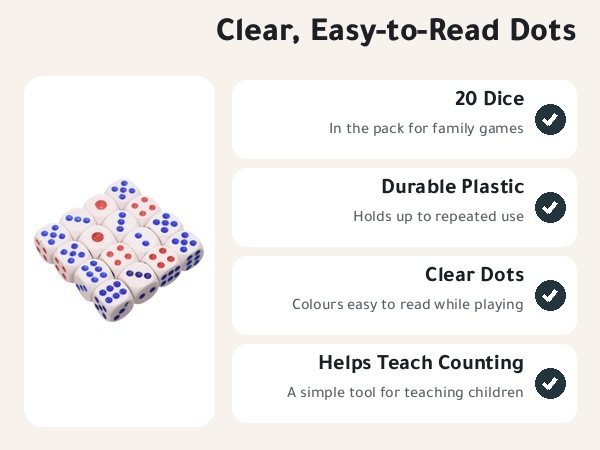 Clear, Easy-to-Read Dots
20 Dice
In the pack for family games
Durable Plastic
Holds up to repeated use
Clear Dots
Colours easy to read while playing
Helps Teach Counting
A simple tool for teaching children